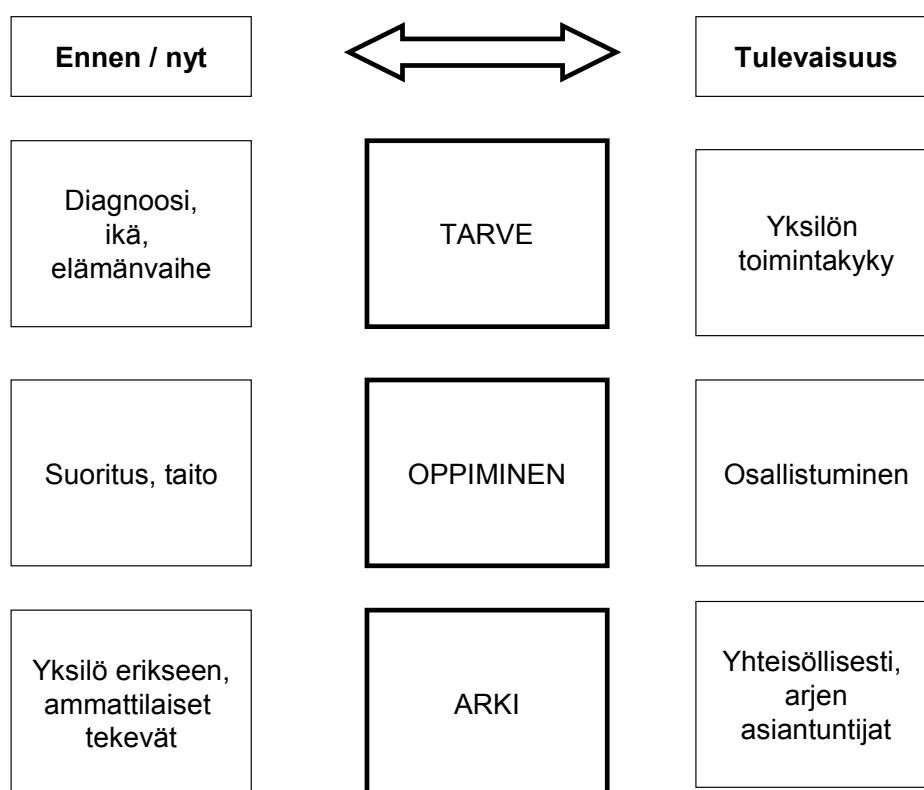 Ennen / nyt
Tulevaisuus
Diagnoosi,
ikä,
elämänvaihe
TARVE
Yksilön
toimintakyky
Suoritus, taito
OPPIMINEN
Osallistuminen
Yksilö erikseen,
ammattilaiset
tekevät
ARKI
Yhteisöllisesti,
arjen
asiantuntijat